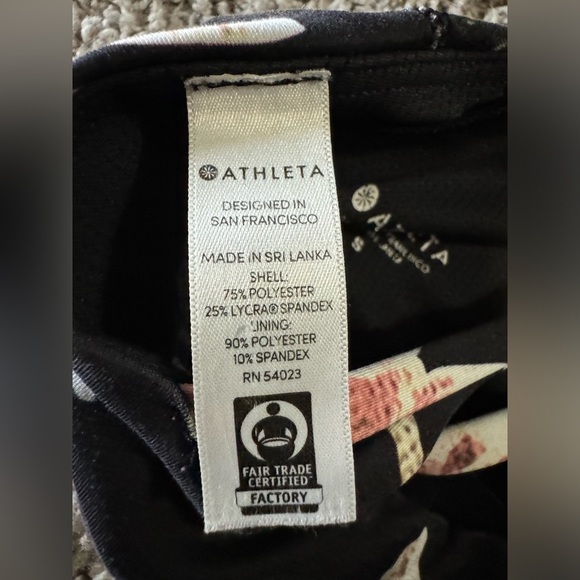 ATHLETA
DESIGNED IN
SAN FRANCISCO
MADE IN SRI LANKA
SHELL:
75% POLYESTER
25% LYCRA® SPANDEX
LINING:
90% POLYESTER
10% SPANDEX
RN 54023
FAIR TRADE
CERTIFIED™
FACTORY
S